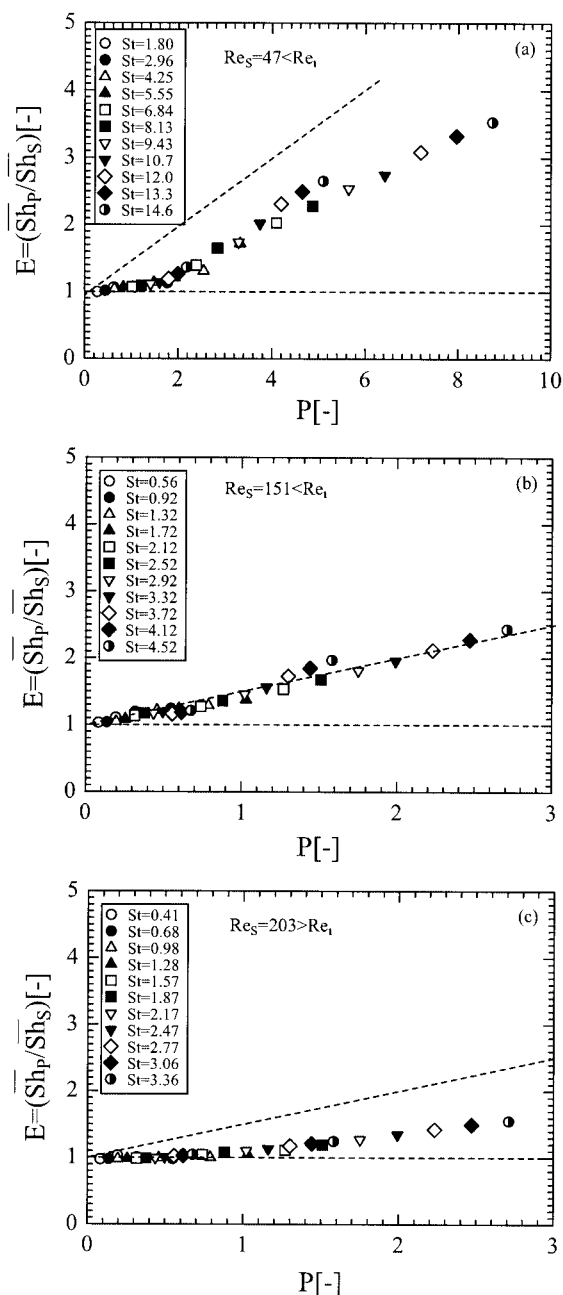 (a)
Re_S=47<Re_t
St=1.80
St=2.96
St=4.25
St=5.55
St=6.84
St=8.13
St=9.43
St=10.7
St=12.0
St=13.3
St=14.6
E=(Sh_P/Sh_S)[-]
5
4
3
2
1
0
0 2 4 6 8 10
P[-]
(b)
Re_S=151<Re_t
St=0.56
St=0.92
St=1.32
St=1.72
St=2.12
St=2.52
St=2.92
St=3.32
St=3.72
St=4.12
St=4.52
E=(Sh_P/Sh_S)[-]
5
4
3
2
1
0
0 1 2 3
P[-]
(c)
Re_S=203>Re_t
St=0.41
St=0.68
St=0.98
St=1.28
St=1.57
St=1.87
St=2.17
St=2.47
St=2.77
St=3.06
St=3.36
E=(Sh_P/Sh_S)[-]
5
4
3
2
1
0
0 1 2 3
P[-]